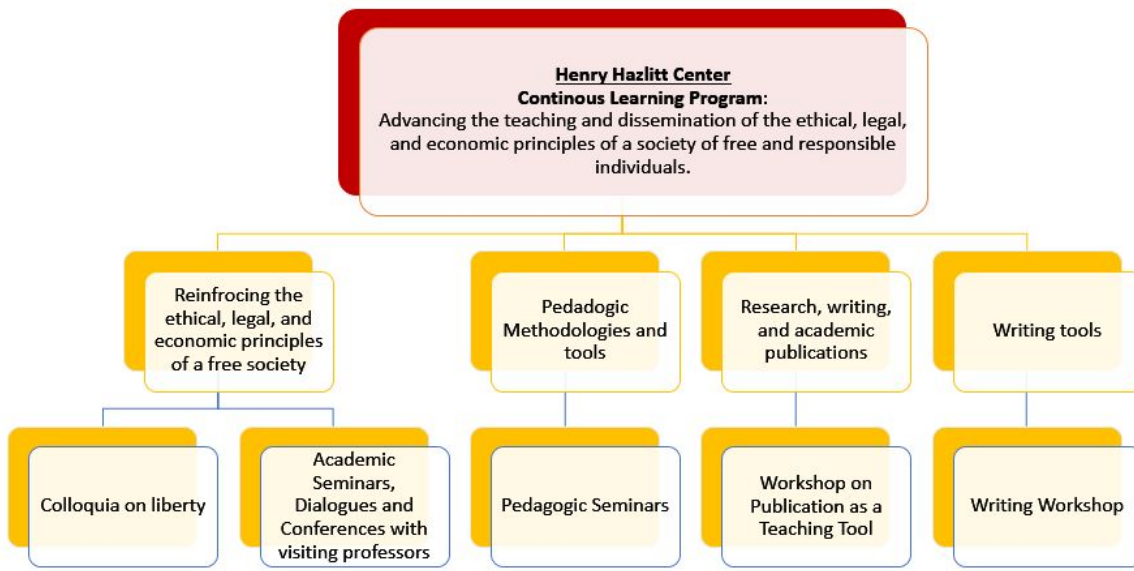 Henry Hazlitt Center
Continous Learning Program:
Advancing the teaching and dissemination of the ethical, legal,
and economic principles of a society of free and responsible
individuals.
Reinfrocing the
ethical, legal, and
economic principles
of a free society
Pedadogic
Methodologies and
tools
Research, writing,
and academic
publications
Writing tools
Colloquia on liberty
Academic
Seminars,
Dialogues and
Conferences with
visiting professors
Pedagogic Seminars
Workshop on
Publication as a
Teaching Tool
Writing Workshop